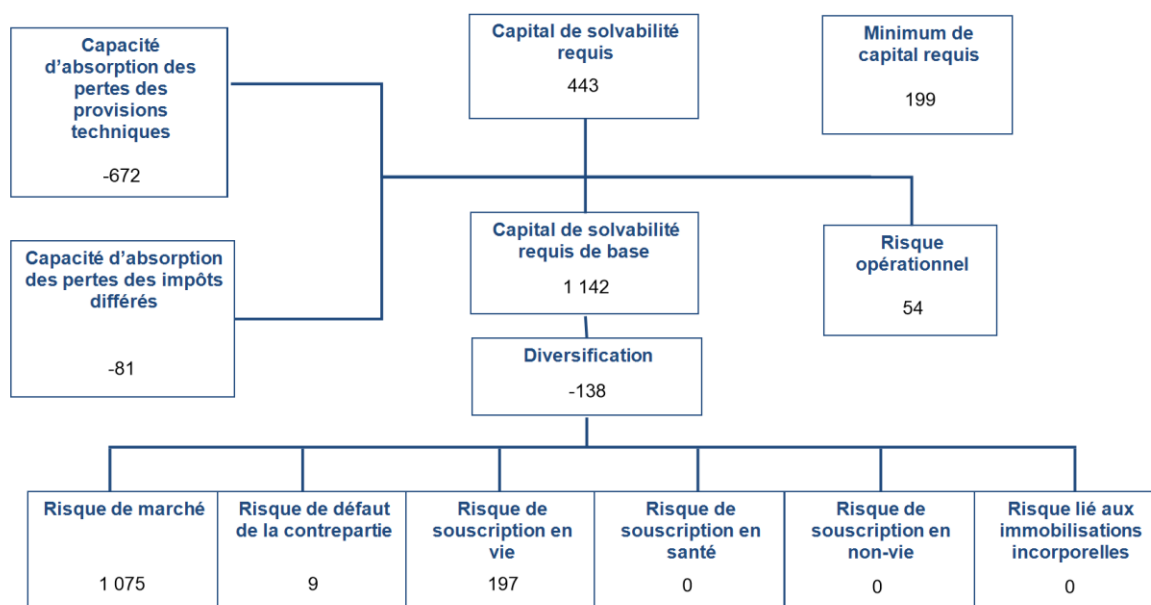 Capacité
d'absorption des
pertes des
provisions
techniques
-672
Capital de solvabilité
requis
443
Minimum de
capital requis
199
Capacité d'absorption
des pertes des impôts
différés
-81
Capital de solvabilité
requis de base
1 142
Risque
opérationnel
54
Diversification
-138
Risque de marché
1 075
Risque de défaut
de la contrepartie
9
Risque de
souscription en
vie
197
Risque de
souscription en
santé
0
Risque de
souscription en
non-vie
0
Risque lié aux
immobilisations
incorporelles
0